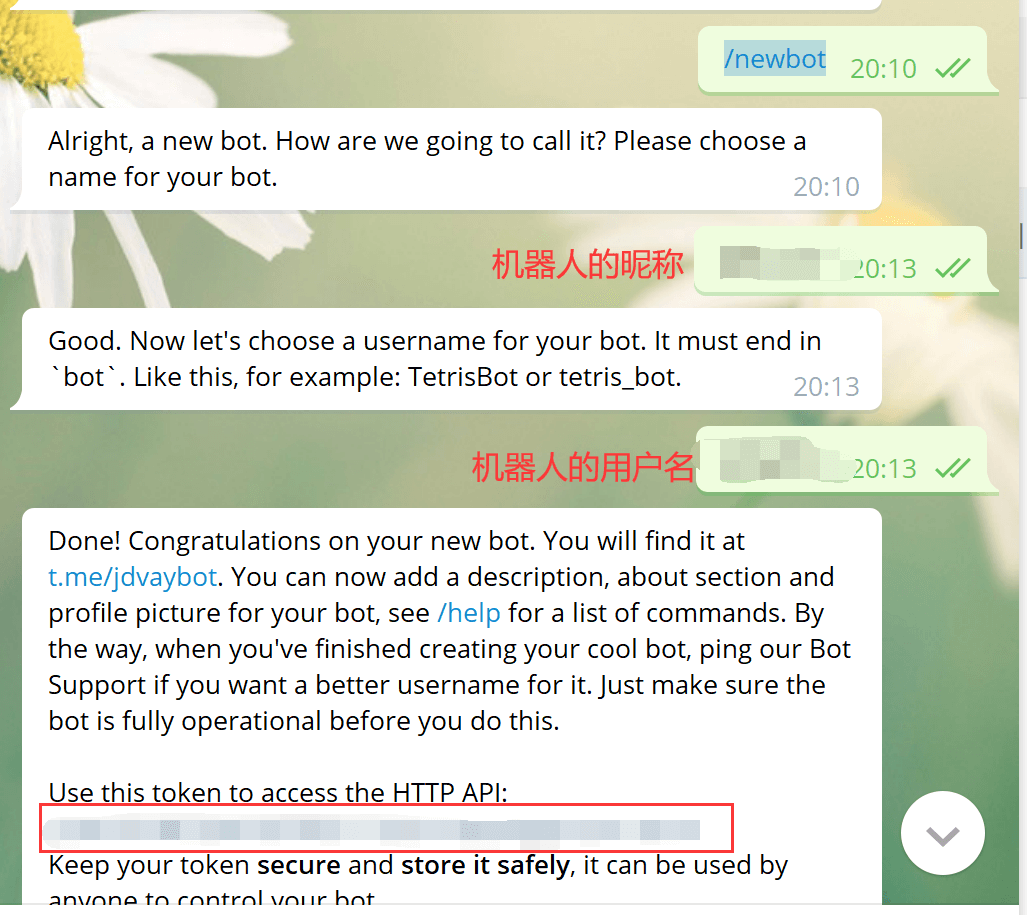 /newbot 20:10
Alright, a new bot. How are we going to call it? Please choose a
name for your bot.
20:10
机器人的昵称 20:13
Good. Now let's choose a username for your bot. It must end in
`bot`. Like this, for example: TetrisBot or tetris_bot.
20:13
机器人的用户名 20:13
Done! Congratulations on your new bot. You will find it at
t.me/jdvaybot. You can now add a description, about section and
profile picture for your bot, see /help for a list of commands. By
the way, when you've finished creating your cool bot, ping our Bot
Support if you want a better username for it. Just make sure the
bot is fully operational before you do this.
Use this token to access the HTTP API:
Keep your token secure and store it safely, it can be used by
anyone to control your bot